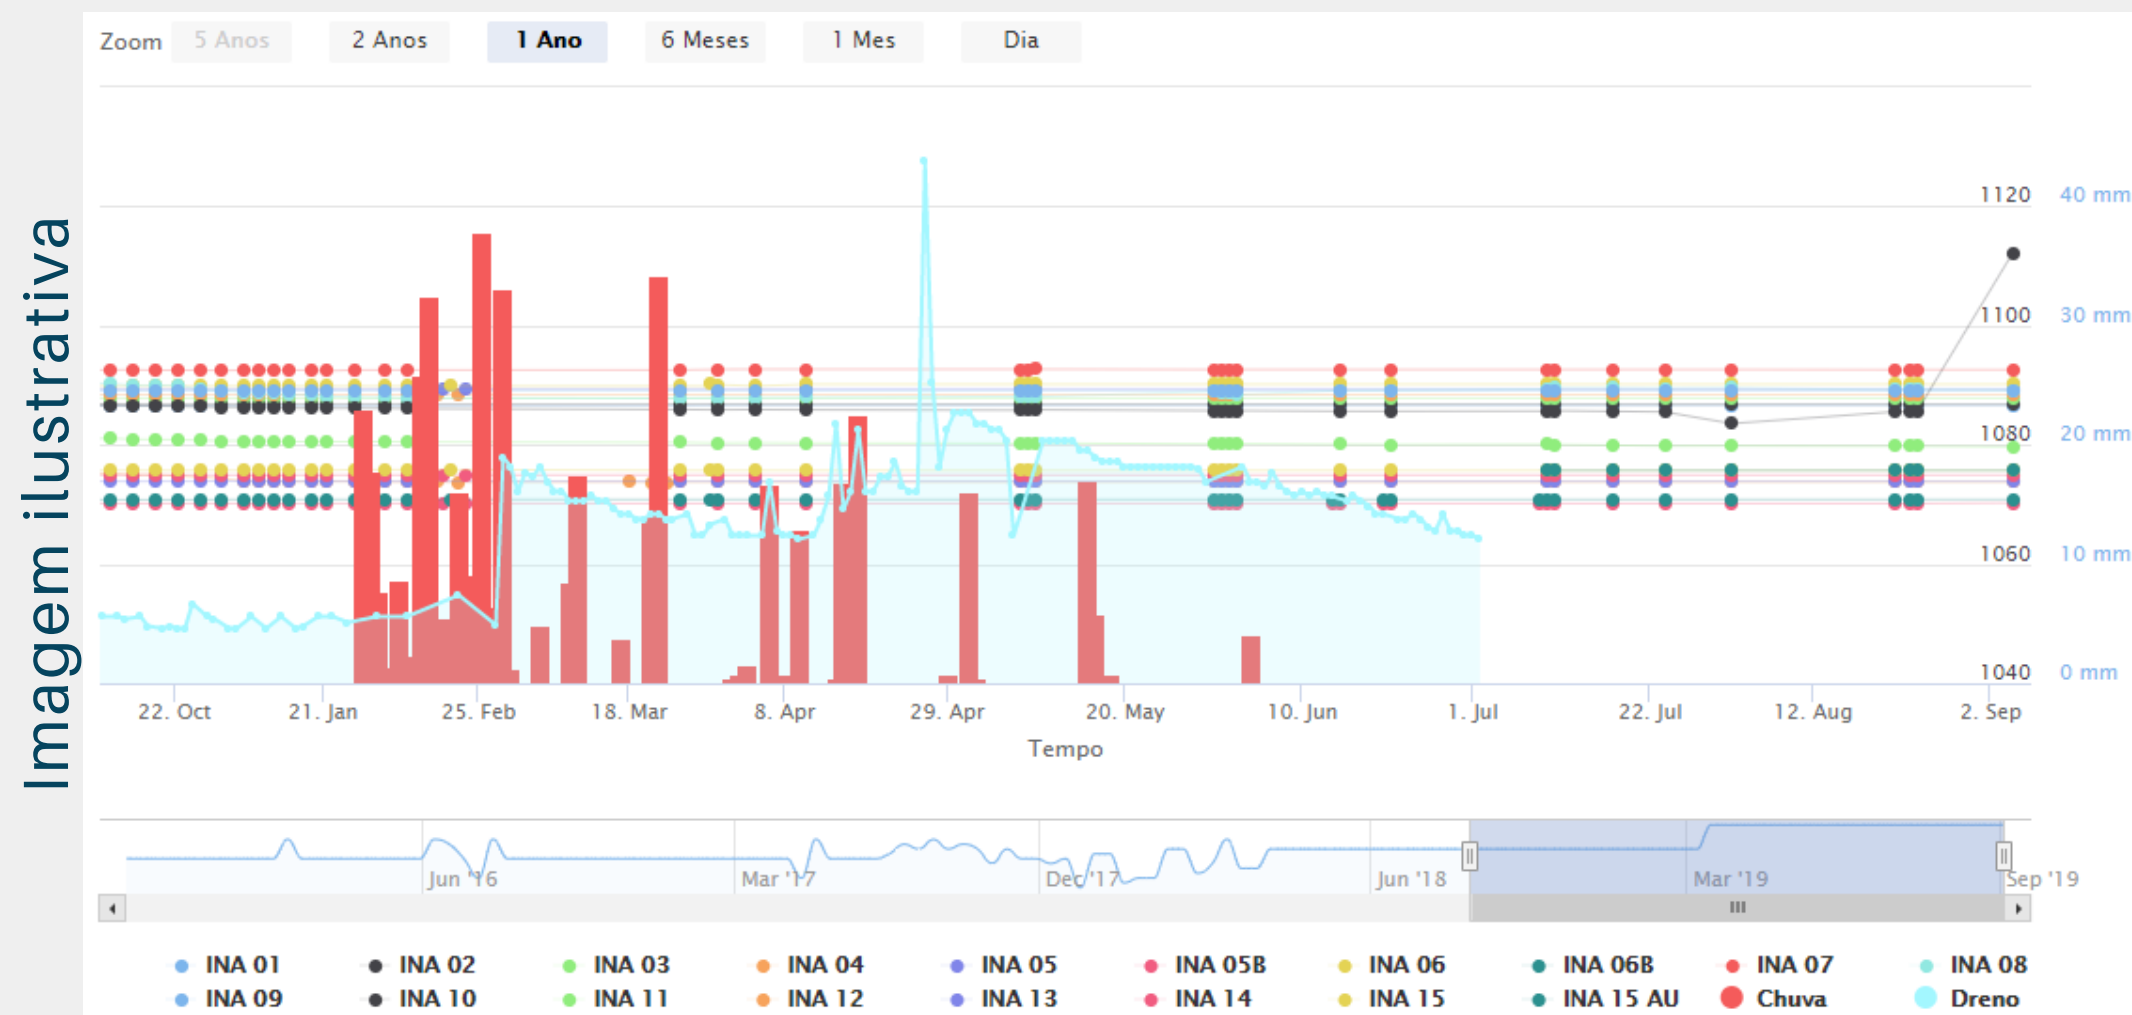 Imagem ilustrativa
Zoom 5 Anos 2 Anos 1 Ano 6 Meses 1 Mes Dia
1120 40 mm
1100 30 mm
1080 20 mm
1060 10 mm
1040 0 mm
22. Oct 21. Jan 25. Feb 18. Mar 8. Apr 29. Apr 20. May 10. Jun 1. Jul 22. Jul 12. Aug 2. Sep
Tempo
Jun '16 Mar '17 Dec '17 Jun '18 Mar '19 Sep '19
INA 01 INA 02 INA 03 INA 04 INA 05 INA 05B INA 06 INA 06B INA 07 INA 08
INA 09 INA 10 INA 11 INA 12 INA 13 INA 14 INA 15 INA 15 AU Chuva Dreno